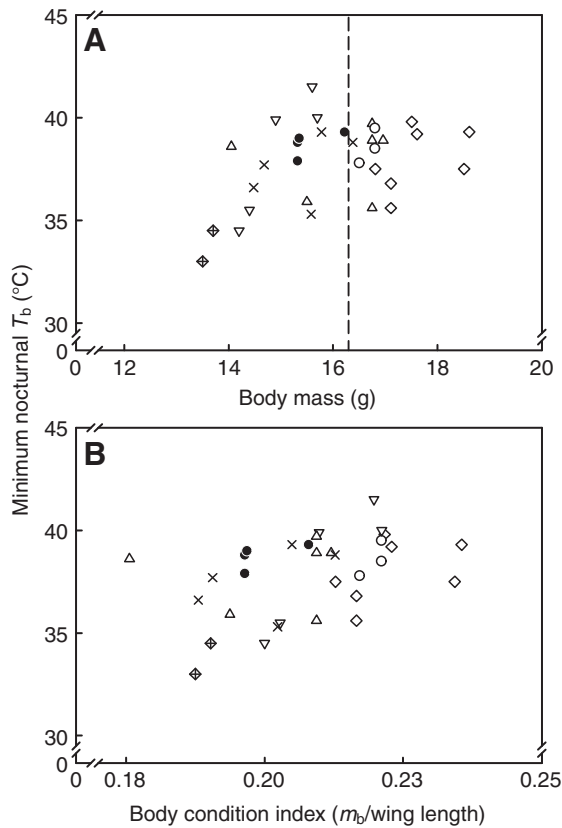 A
45
40
35
30
0
0 12 14 16 18 20
Body mass (g)
Minimum nocturnal Tb (°C)
B
45
40
35
30
0
0 0.18 0.20 0.23 0.25
Body condition index (mb/wing length)